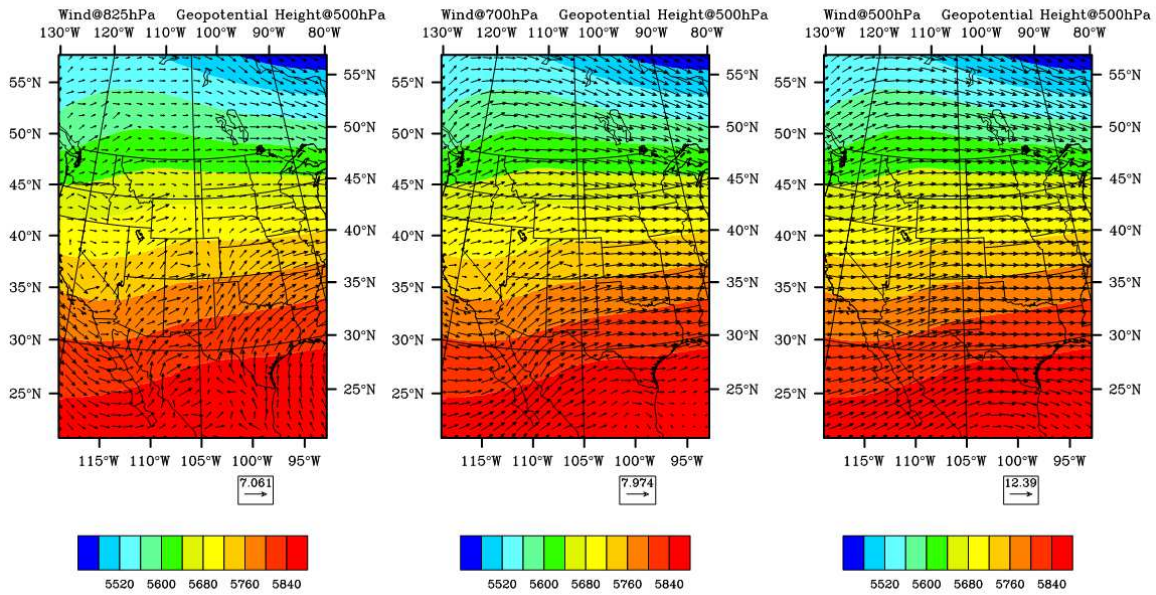 Wind@825hPa Geopotential Height@500hPa
130°W 120°W 110°W 100°W 90°W 80°W
55°N 55°N
50°N 50°N
45°N 45°N
40°N 40°N
35°N 35°N
30°N 30°N
25°N 25°N
115°W 110°W 105°W 100°W 95°W
7.061
5520 5600 5680 5760 5840
Wind@700hPa Geopotential Height@500hPa
130°W 120°W 110°W 100°W 90°W 80°W
55°N 55°N
50°N 50°N
45°N 45°N
40°N 40°N
35°N 35°N
30°N 30°N
25°N 25°N
115°W 110°W 105°W 100°W 95°W
7.974
5520 5600 5680 5760 5840
Wind@500hPa Geopotential Height@500hPa
130°W 120°W 110°W 100°W 90°W 80°W
55°N 55°N
50°N 50°N
45°N 45°N
40°N 40°N
35°N 35°N
30°N 30°N
25°N 25°N
115°W 110°W 105°W 100°W 95°W
12.39
5520 5600 5680 5760 5840